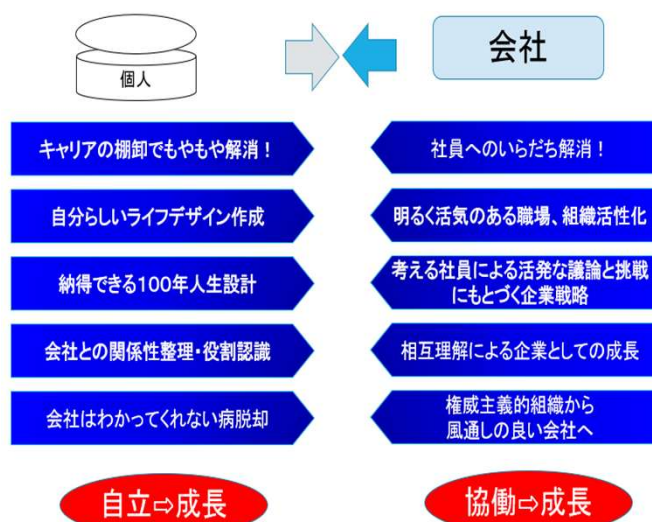 個人
会社
キャリアの棚卸でもやもや解消！
自分らしいライフデザイン作成
納得できる100年人生設計
会社との関係性整理・役割認識
会社はわかってくれない病脱却
自立⇨成長
社員へのいらだち解消！
明るく活気のある職場、組織活性化
考える社員による活発な議論と挑戦
にもとづく企業戦略
相互理解による企業としての成長
権威主義的組織から
風通しの良い会社へ
協働⇨成長